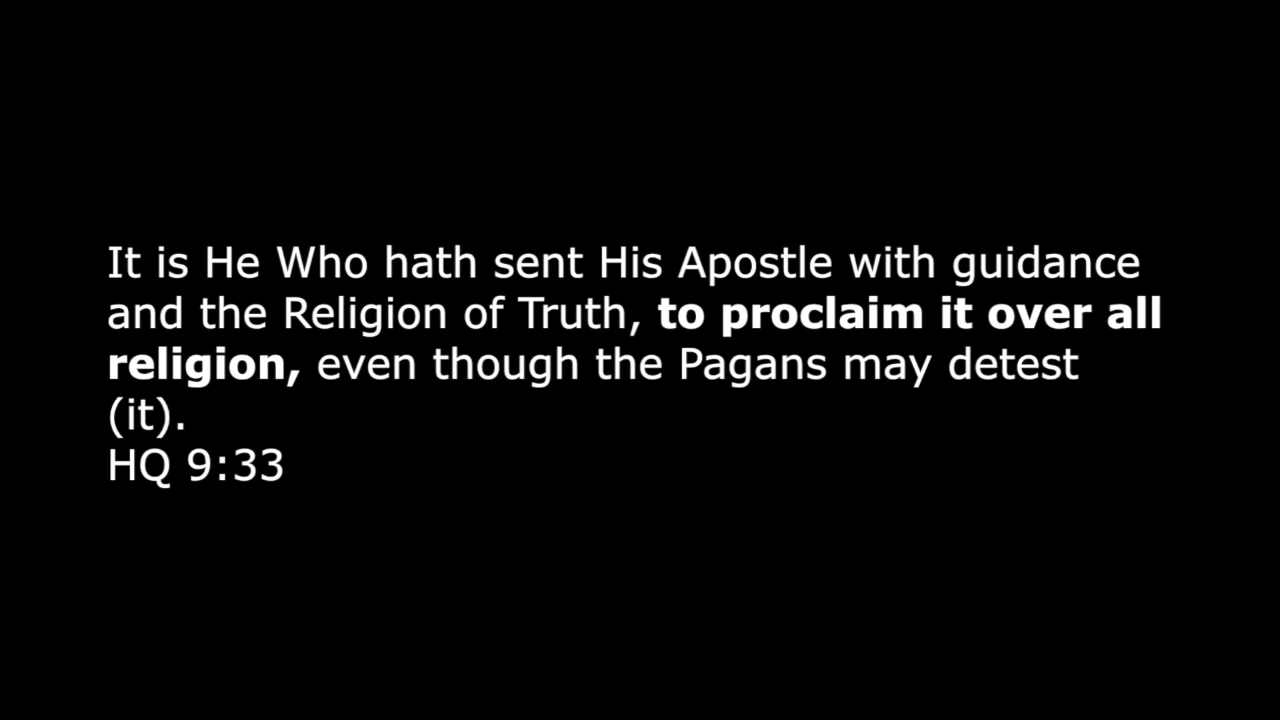 It is He Who hath sent His Apostle with guidance
and the Religion of Truth, to proclaim it over all
religion, even though the Pagans may detest
(it).
HQ 9:33